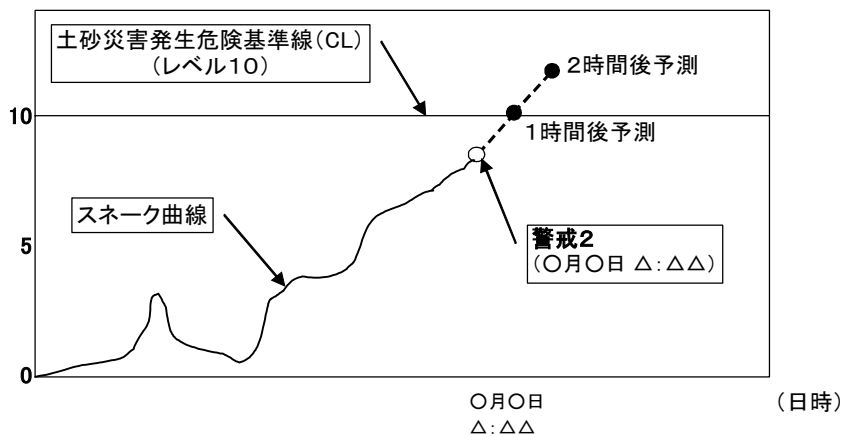 土砂災害発生危険基準線(CL)
(レベル10)
2時間後予測
10
1時間後予測
スネーク曲線
警戒2
(○月○日 △:△△)
5
0
○月○日
△:△△
(日時)